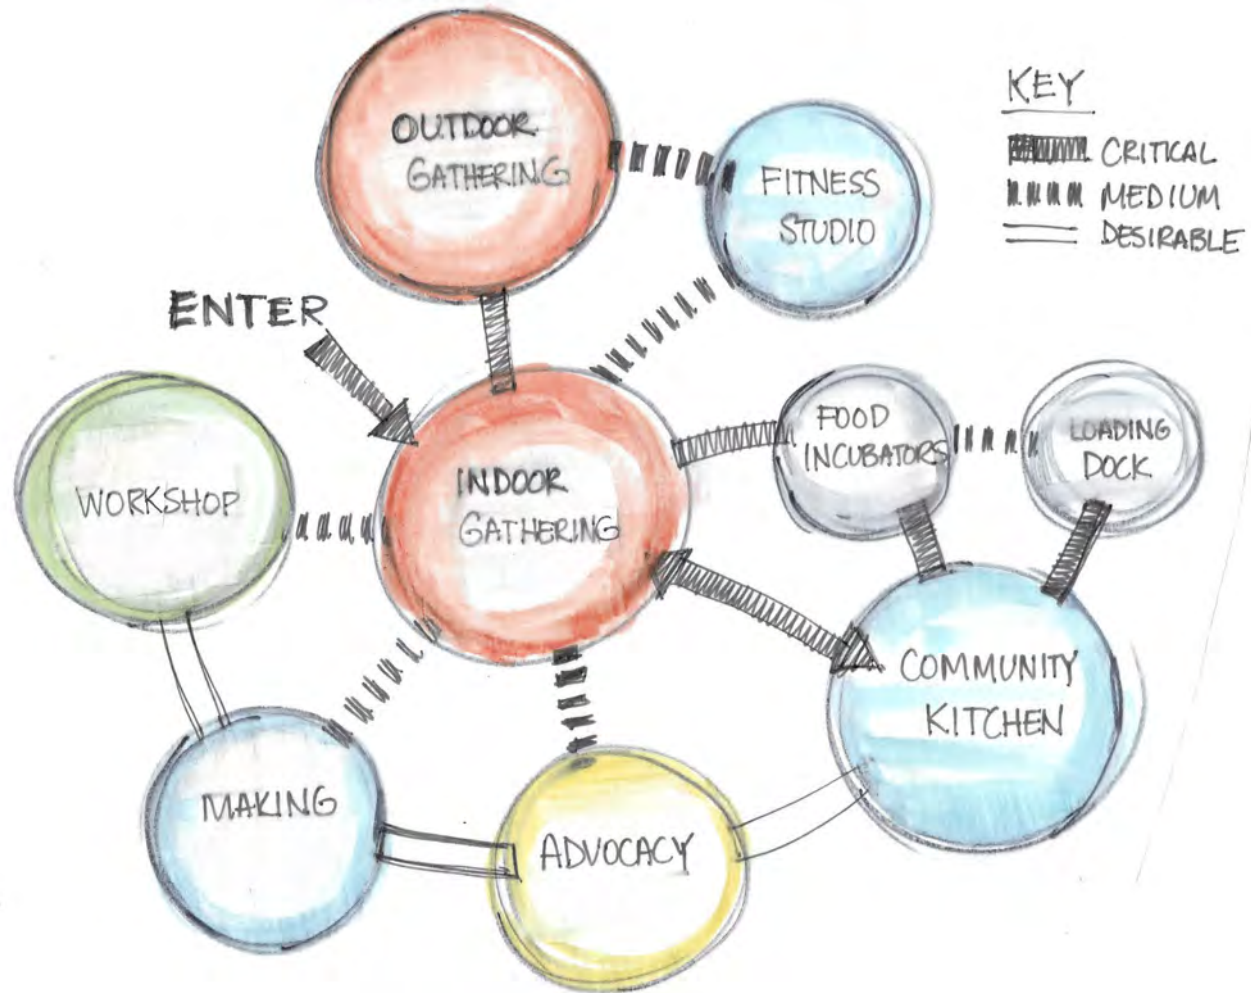 OUTDOOR
GATHERING
FITNESS
STUDIO
KEY
CRITICAL
MEDIUM
DESIRABLE
ENTER
WORKSHOP
INDOOR
GATHERING
FOOD
INCUBATORS
LOADING
DOCK
COMMUNITY
KITCHEN
MAKING
ADVOCACY